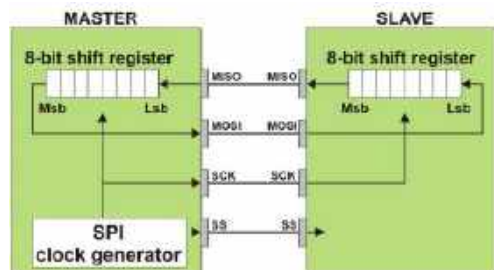 MASTER
SLAVE
8-bit shift register
8-bit shift register
MISO
MISO
Msb
Lsb
Msb
Lsb
MOSI
MOSI
SCK
SCK
SS
SS
SPI
clock generator